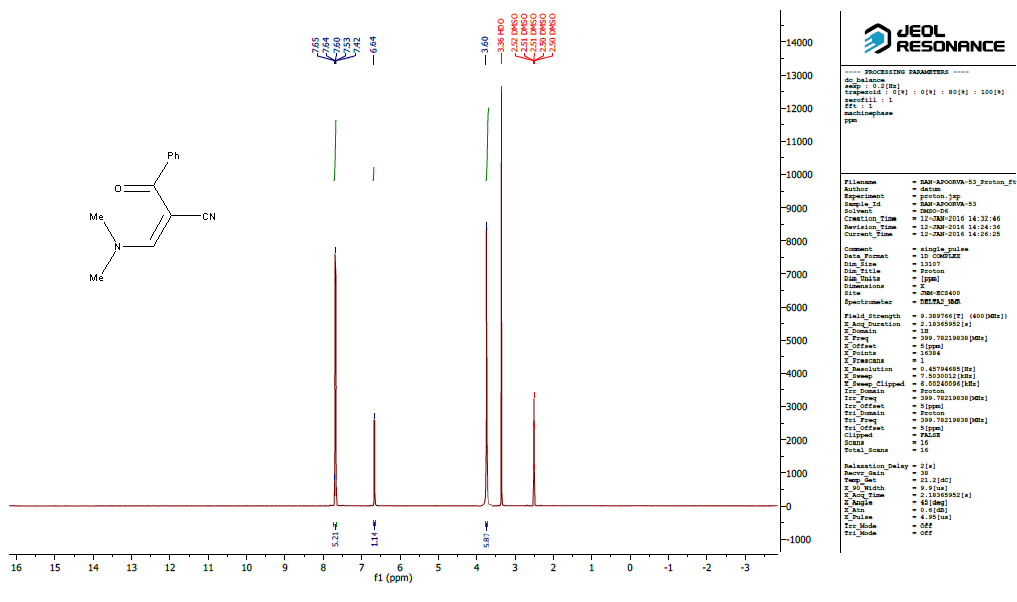 7.65
7.64
7.60
7.53
7.42
6.64
3.60
3.36 HDO
2.52 DMSO
2.51 DMSO
2.51 DMSO
2.50 DMSO
2.50 DMSO
Ph
O
Me
CN
N
Me
14000
13000
12000
11000
10000
9000
8000
7000
6000
5000
4000
3000
2000
1000
0
-1000
5.21
1.14
5.87
16 15 14 13 12 11 10 9 8 7 6 5 4 3 2 1 0 -1 -2 -3
f1 (ppm)
JEOL
RESONANCE
---- PROCESSING PARAMETERS ----
dc_balance
sexp : 0.2[Hz]
trapezoid : 0[%] : 0[%] : 80[%] : 100[%]
zerofill : 1
fft : 1
machinephase
ppm
Filename = BAN-APOORVA-53_Proton_ft
Author = datum
Experiment = proton.jxp
Sample_Id = BAN-APOORVA-53
Solvent = DMSO-D6
Creation_Time = 12-JAN-2016 14:32:46
Revision_Time = 12-JAN-2016 14:24:36
Current_Time = 12-JAN-2016 14:26:25
Comment = single_pulse
Data_Format = 1D COMPLEX
Dim_Size = 13107
Dim_Title = Proton
Dim_Units = [ppm]
Dimensions = X
Site = JNM-ECS400
Spectrometer = DELTA2_NMR
Field_Strength = 9.389766[T] (400[MHz])
X_Acq_Duration = 2.18365952[s]
X_Domain = 1H
X_Freq = 399.78219838[MHz]
X_Offset = 5[ppm]
X_Points = 16384
X_Prescans = 1
X_Resolution = 0.45794685[Hz]
X_Sweep = 7.5030012[kHz]
X_Sweep_Clipped = 6.00240096[kHz]
Irr_Domain = Proton
Irr_Freq = 399.78219838[MHz]
Irr_Offset = 5[ppm]
Tri_Domain = Proton
Tri_Freq = 399.78219838[MHz]
Tri_Offset = 5[ppm]
Clipped = FALSE
Scans = 16
Total_Scans = 16
Relaxation_Delay = 2[s]
Recvr_Gain = 38
Temp_Get = 21.2[dC]
X_90_Width = 9.9[us]
X_Acq_Time = 2.18365952[s]
X_Angle = 45[deg]
X_Atn = 0.6[dB]
X_Pulse = 4.95[us]
Irr_Mode = Off
Tri_Mode = Off